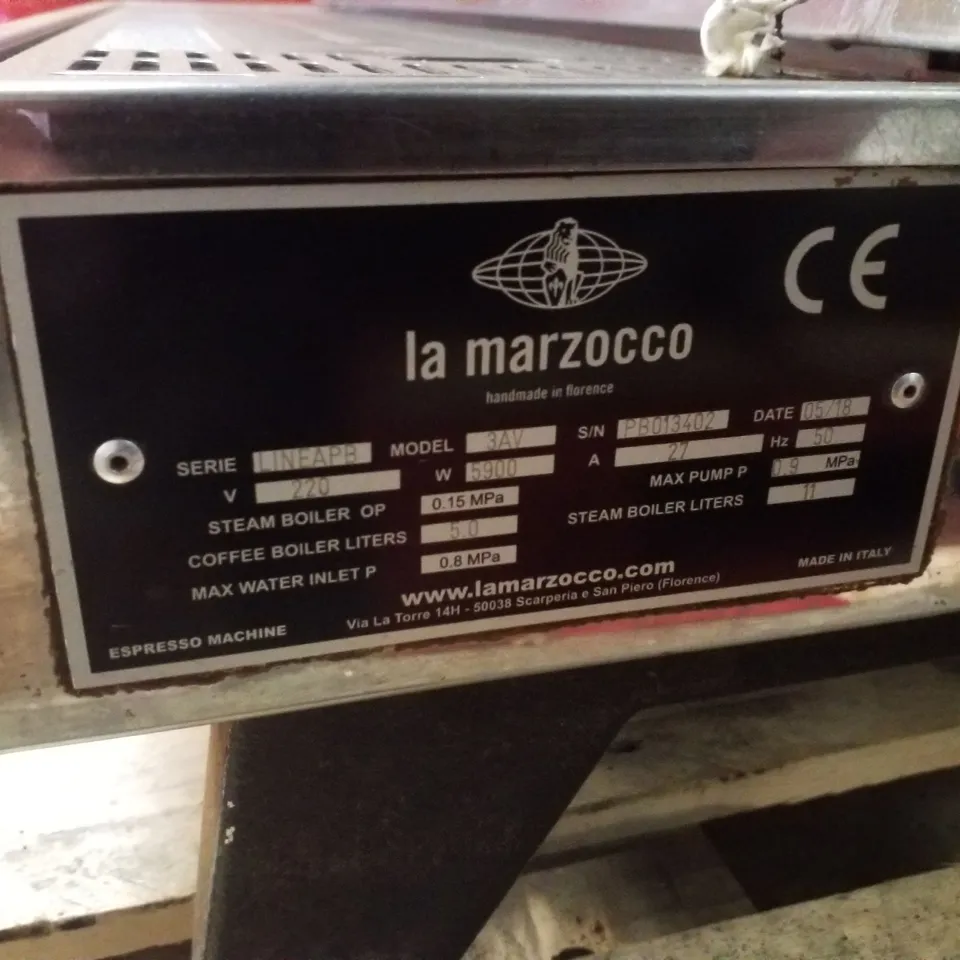 CE
la marzocco
handmade in florence
SERIE LINEAPB MODEL 3AV S/N PB013402 DATE 05/18
V 220 W 5900 A 27 Hz 50
STEAM BOILER OP 0.15 MPa MAX PUMP P 0.9 MPa
COFFEE BOILER LITERS 5.0 STEAM BOILER LITERS 11
MAX WATER INLET P 0.8 MPa
www.lamarzocco.com MADE IN ITALY
ESPRESSO MACHINE Via La Torre 14H - 50038 Scarperia e San Piero (Florence)